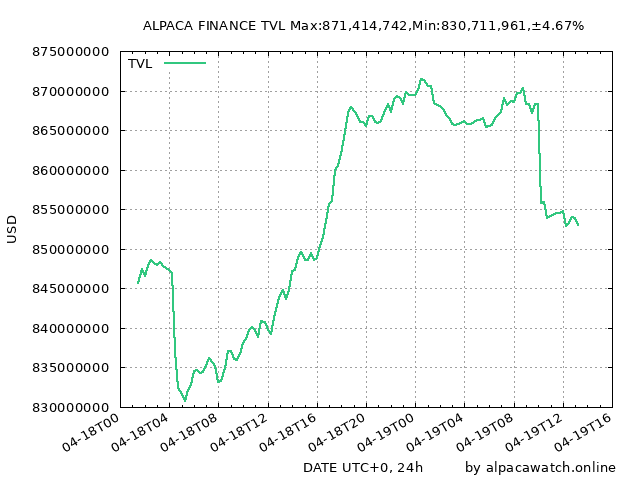 ALPACA FINANCE TVL Max:871,414,742,Min:830,711,961,±4.67%
875000000
TVL
870000000
865000000
860000000
855000000
USD
850000000
845000000
840000000
835000000
830000000
04-18T00 04-18T04 04-18T08 04-18T12 04-18T16 04-18T20 04-19T00 04-19T04 04-19T08 04-19T12 04-19T16
DATE UTC+0, 24h by alpacawatch.online